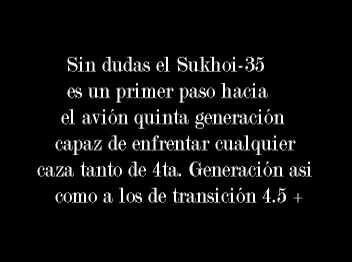 Sin dudas el Sukhoi-35
es un primer paso hacia
el avión quinta generación
capaz de enfrentar cualquier
caza tanto de 4ta. Generación asi
como a los de transición 4.5 +